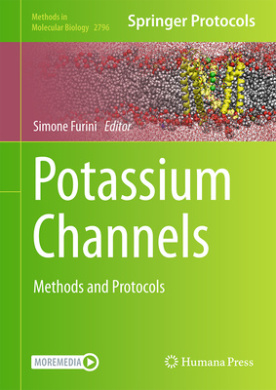 Methods in
Molecular Biology 2796
Springer Protocols
Simone Furini Editor
Potassium
Channels
Methods and Protocols
MOREMEDIA
Humana Press